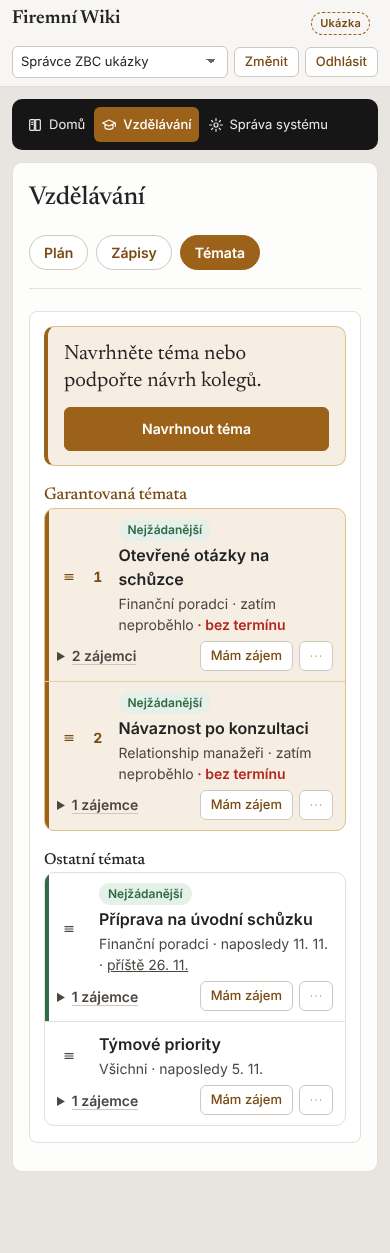 Firemní Wiki
Ukázka
Správce ZBC ukázky
Změnit
Odhlásit
Domů
Vzdělávání
Správa systému
Vzdělávání
Plán
Zápisy
Témata
Navrhněte téma nebo
podpořte návrh kolegů.
Navrhnout téma
Garantovaná témata
Nejžádanější
1
Otevřené otázky na
schůzce
Finanční poradci · zatím
neproběhlo · bez termínu
2 zájemci
Mám zájem
···
Nejžádanější
2
Návaznost po konzultaci
Relationship manažeři · zatím
neproběhlo · bez termínu
1 zájemce
Mám zájem
···
Ostatní témata
Nejžádanější
Příprava na úvodní schůzku
Finanční poradci · naposledy 11. 11.
· příště 26. 11.
1 zájemce
Mám zájem
···
Týmové priority
Všichni · naposledy 5. 11.
1 zájemce
Mám zájem
···